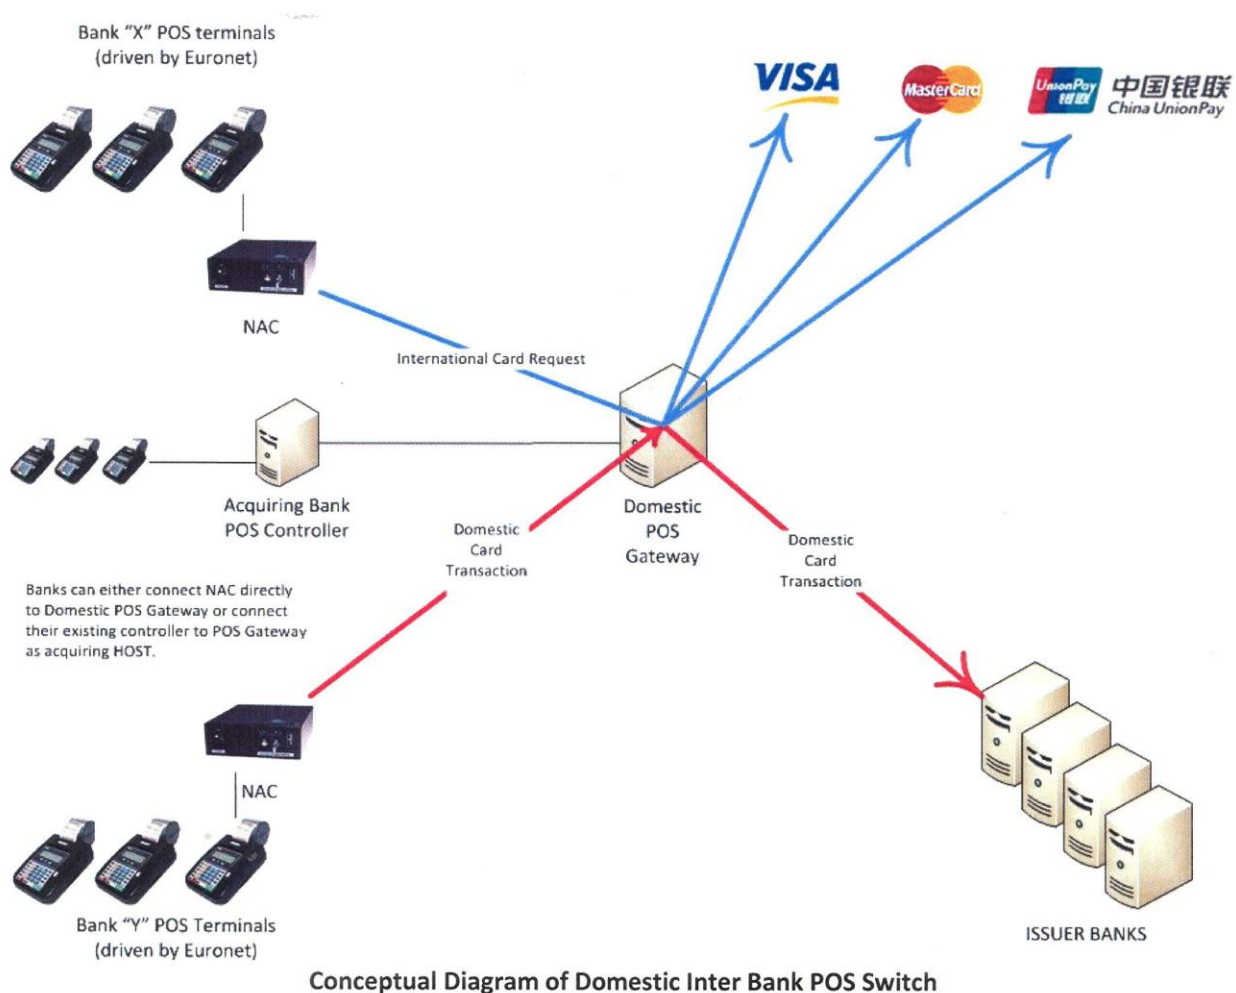 Bank "X" POS terminals
(driven by Euronet)
VISA
MasterCard
UnionPay
银联
中国银联
China UnionPay
NAC
International Card Request
Acquiring Bank
POS Controller
Domestic
POS
Gateway
Domestic
Card
Transaction
Domestic
Card
Transaction
Banks can either connect NAC directly
to Domestic POS Gateway or connect
their existing controller to POS Gateway
as acquiring HOST.
NAC
Bank "Y" POS Terminals
(driven by Euronet)
ISSUER BANKS
Conceptual Diagram of Domestic Inter Bank POS Switch